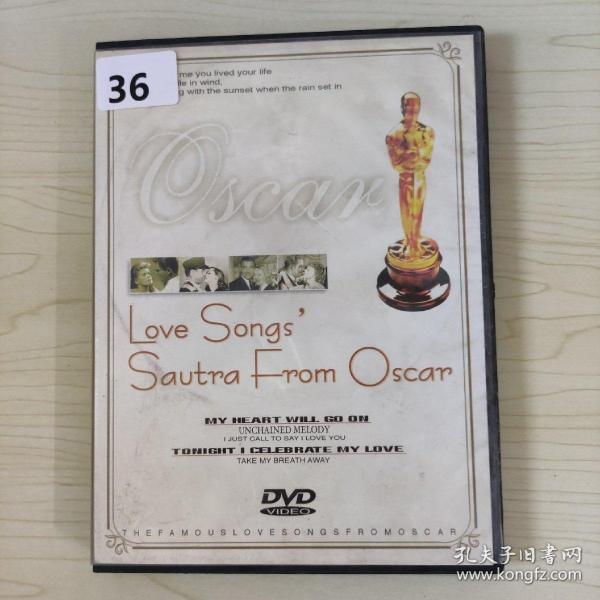 36
me you lived your life
le in wind,
g with the sunset when the rain set in
Oscar
Love Songs'
Sautra From Oscar
MY HEART WILL GO ON
UNCHAINED MELODY
I JUST CALL TO SAY I LOVE YOU
TONIGHT I CELEBRATE MY LOVE
TAKE MY BREATH AWAY
DVD
VIDEO
THEFAMOUSLOVESONGSFROMOSCAR
孔夫子旧书网
www.kongfz.com